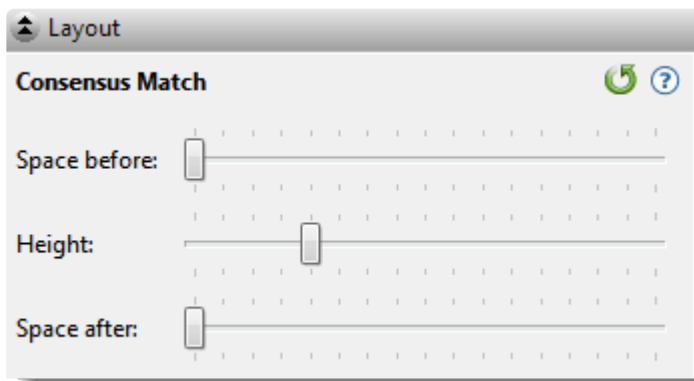 Layout
Consensus Match
?
Space before:
Height:
Space after: